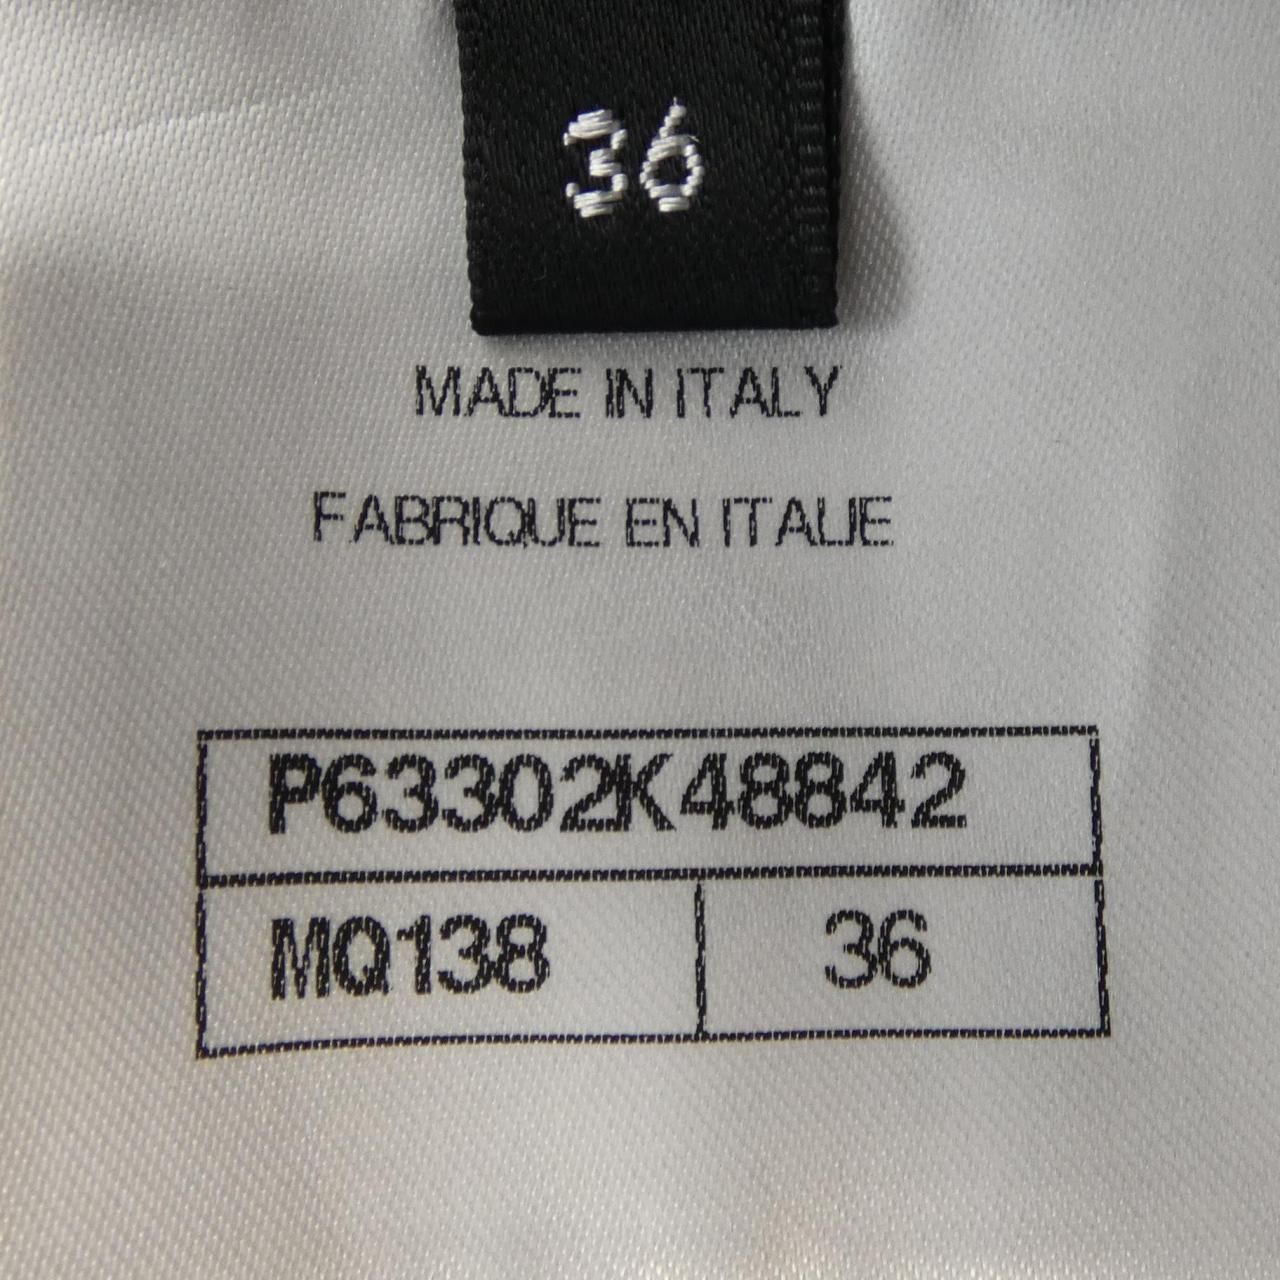 36
MADE IN ITALY
FABRIQUE EN ITALIE
P63302K48842
MQ138
36